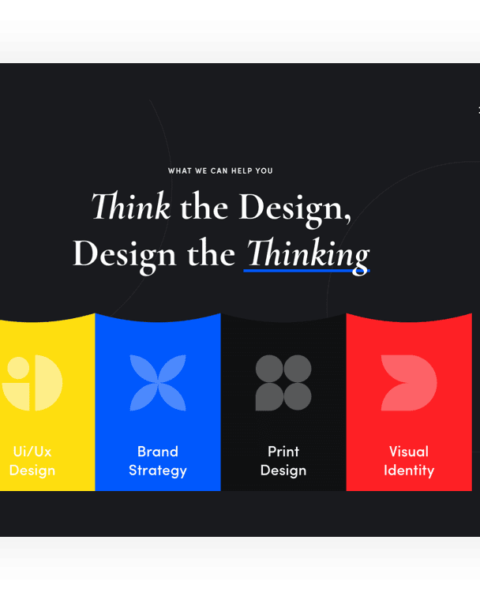 WHAT WE CAN HELP YOU
Think the Design,
Design the Thinking
Ui/Ux
Design
Brand
Strategy
Print
Design
Visual
Identity